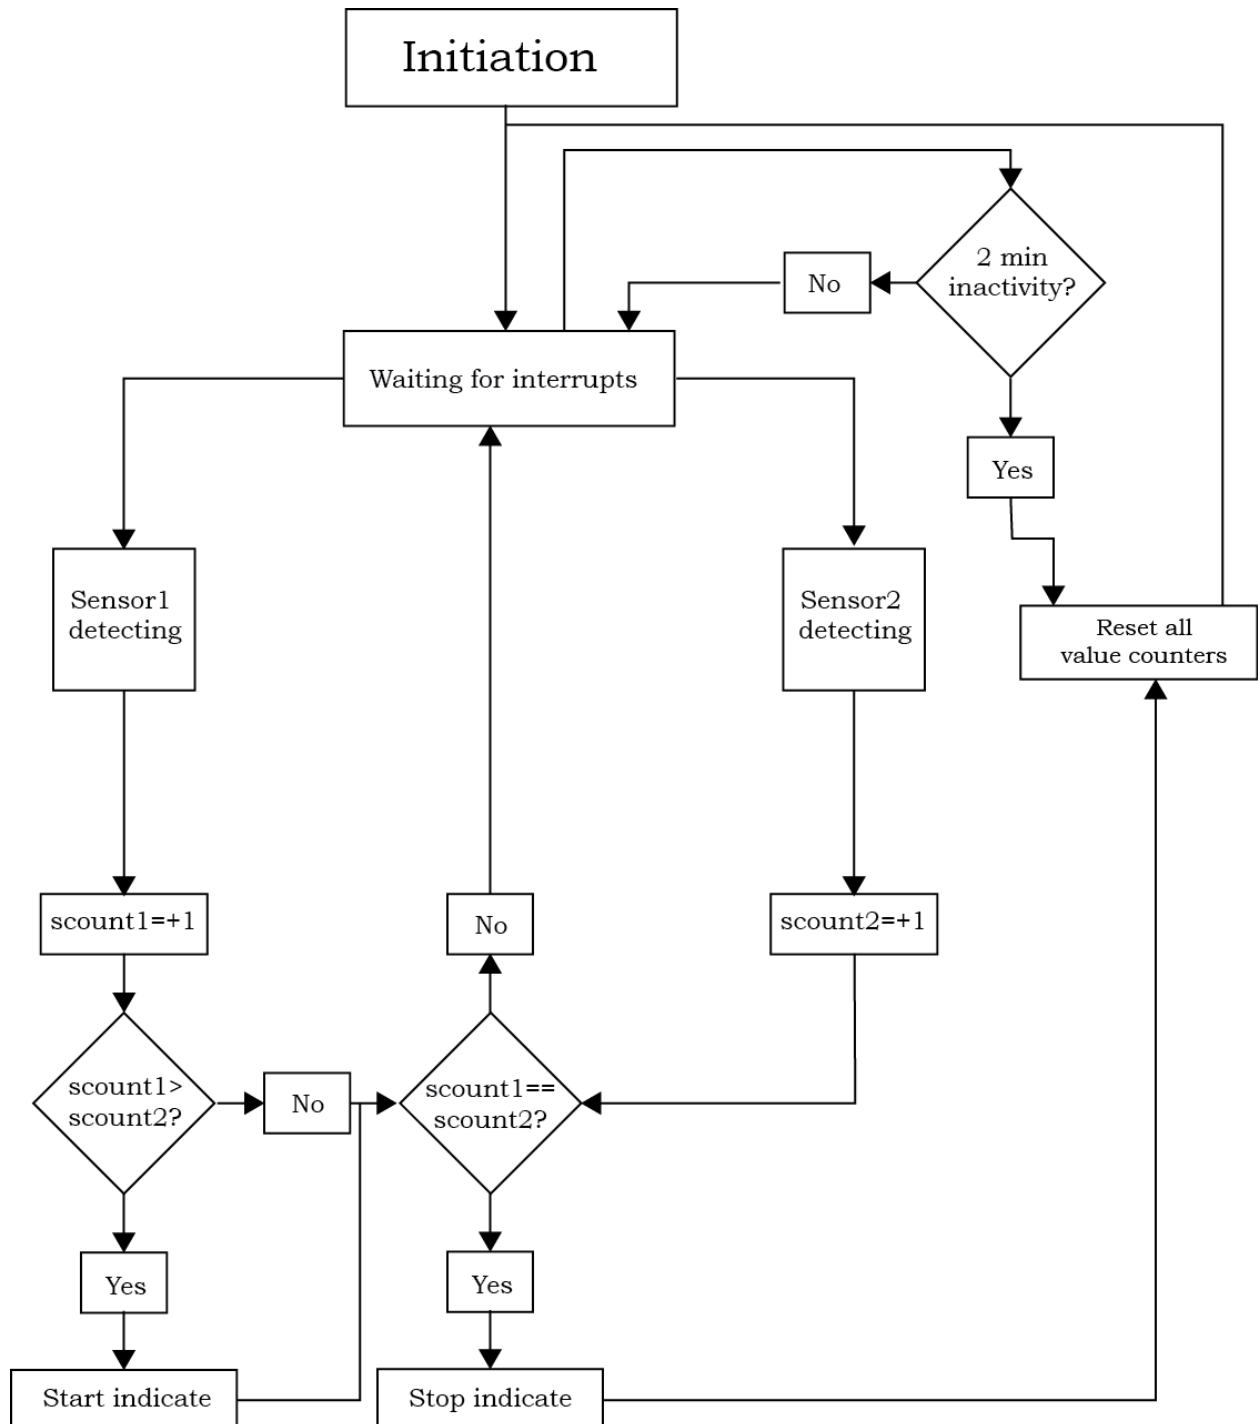 Initiation
2 min
inactivity?
No
Waiting for interrupts
Yes
Sensor1
detecting
Sensor2
detecting
Reset all
value counters
scount1=+1
No
scount2=+1
scount1>
scount2?
No
scount1==
scount2?
Yes
Yes
Start indicate
Stop indicate